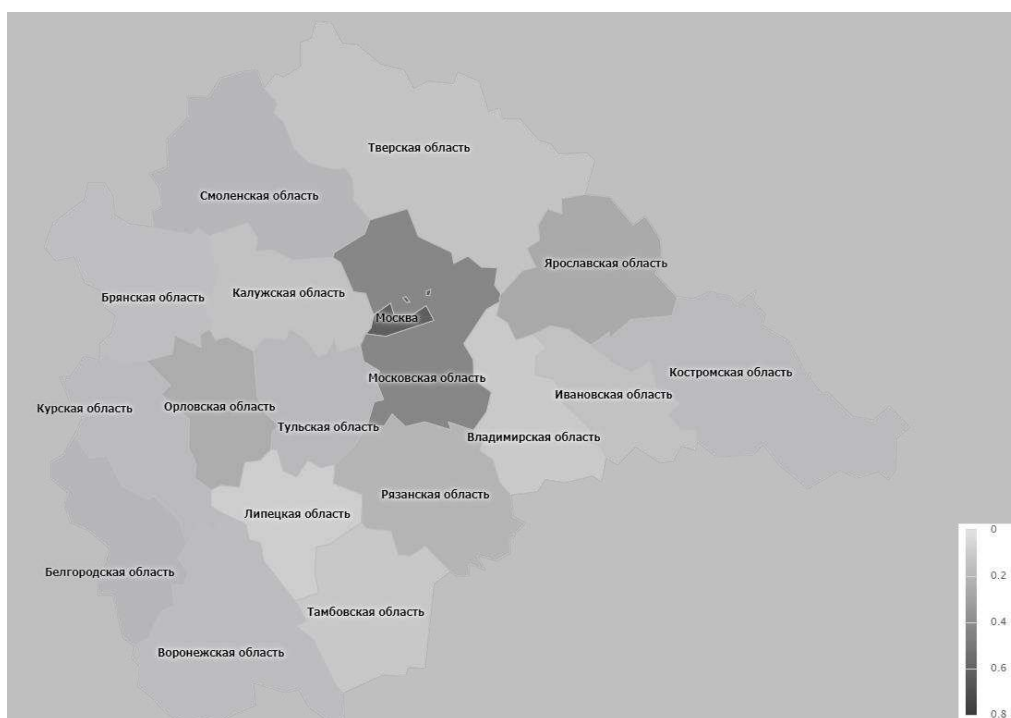 Тверская область
Смоленская область
Ярославская область
Калужская область
Брянская область
Москва
Костромская область
Московская область
Ивановская область
Курская область
Орловская область
Тульская область
Владимирская область
Рязанская область
Липецкая область
Белгородская область
Тамбовская область
Воронежская область
0
0.2
0.4
0.6
0.8